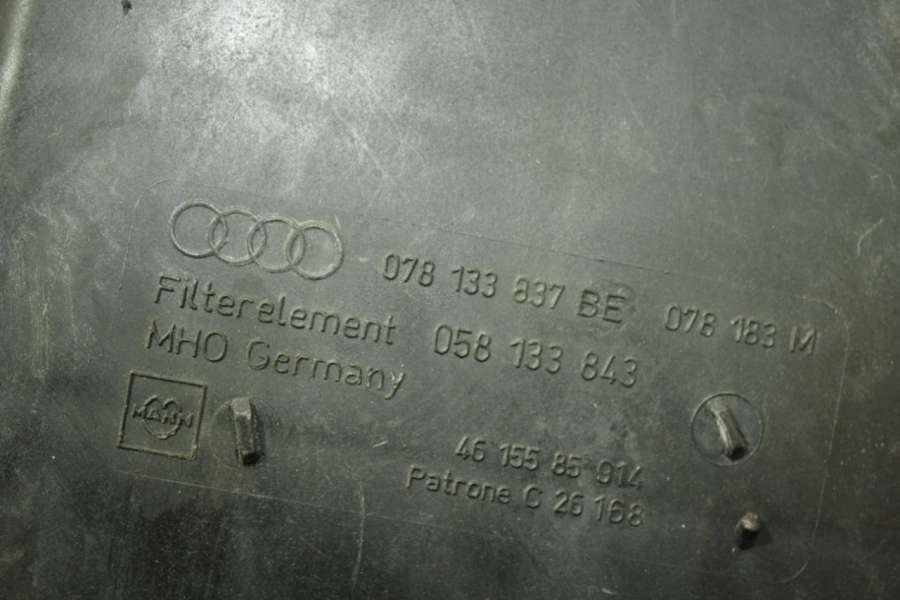 078 133 837 BE 078 183 M
Filterelement 058 133 843
MHO Germany
MANN
46 155 85 914
Patrone C 26 168